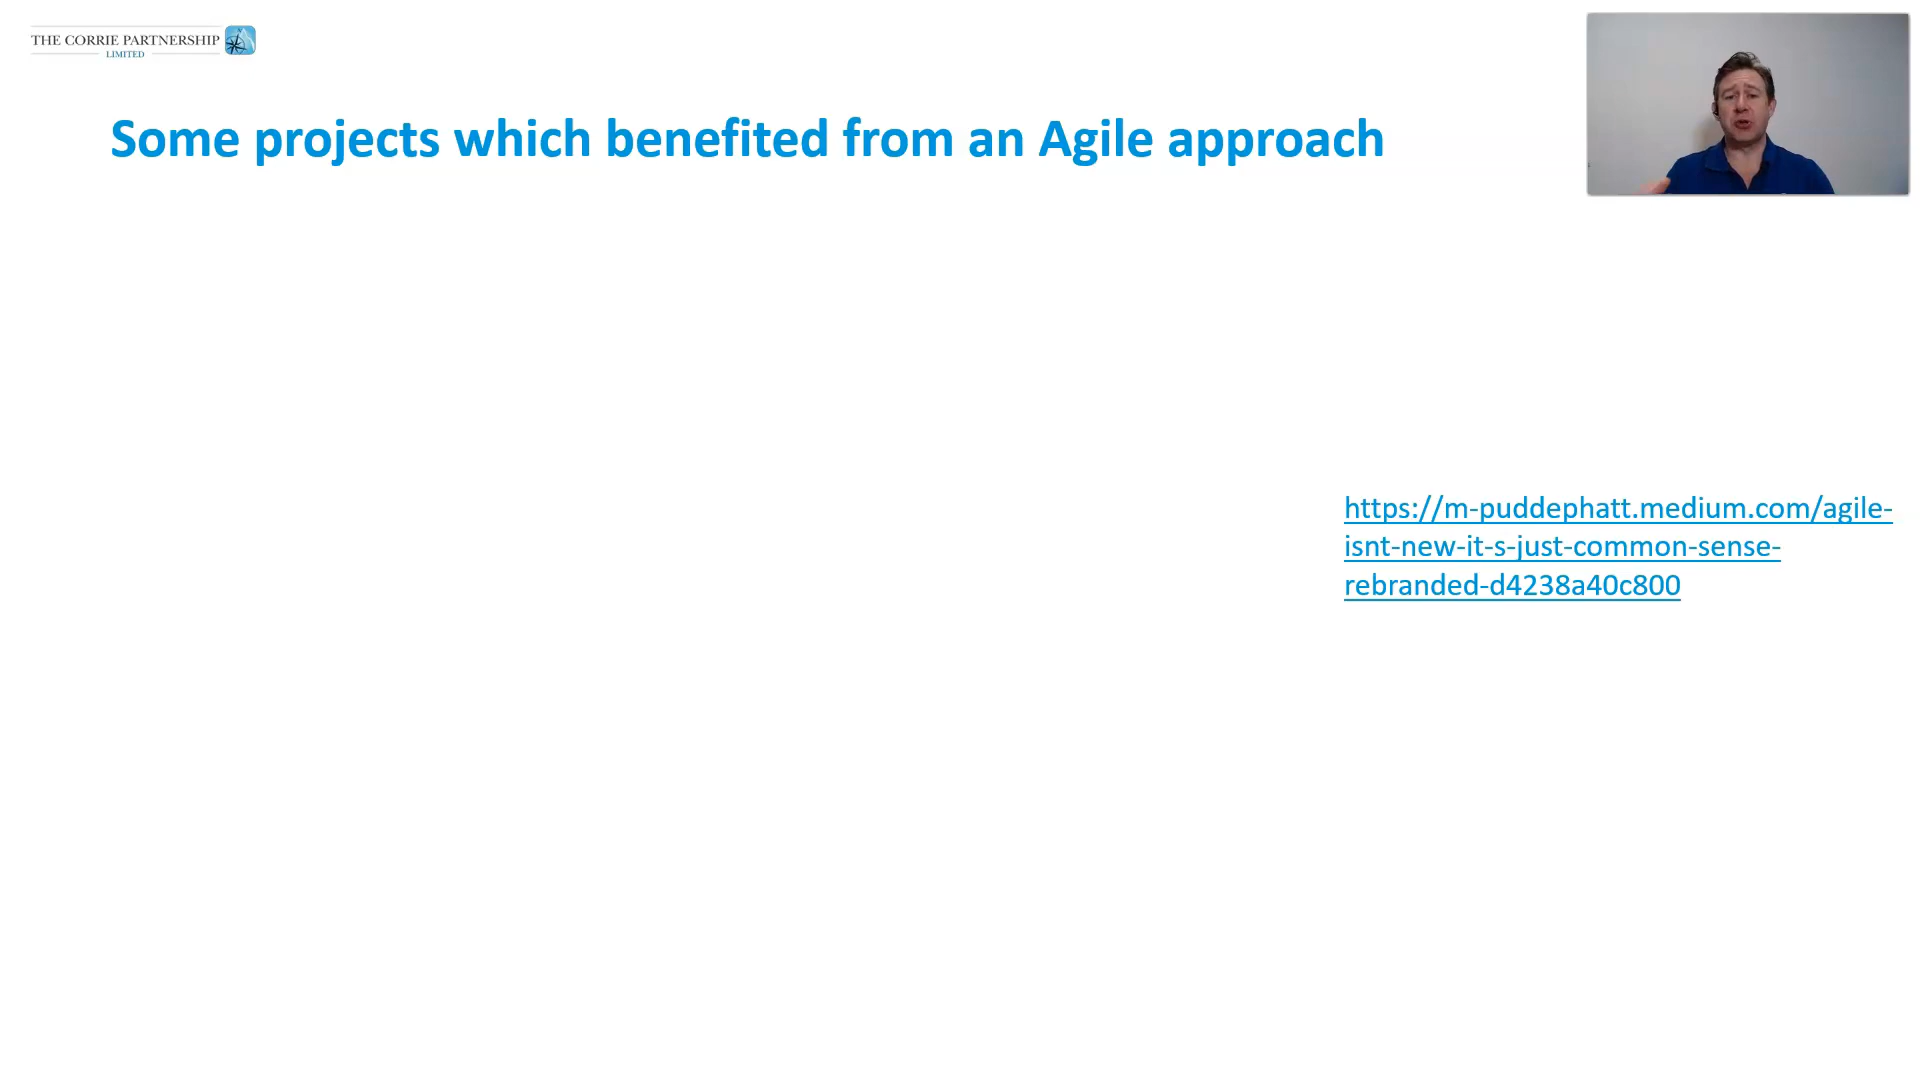 THE CORRIE PARTNERSHIP
LIMITED
Some projects which benefited from an Agile approach
https://m-puddephatt.medium.com/agile-
isnt-new-it-s-just-common-sense-
rebranded-d4238a40c800